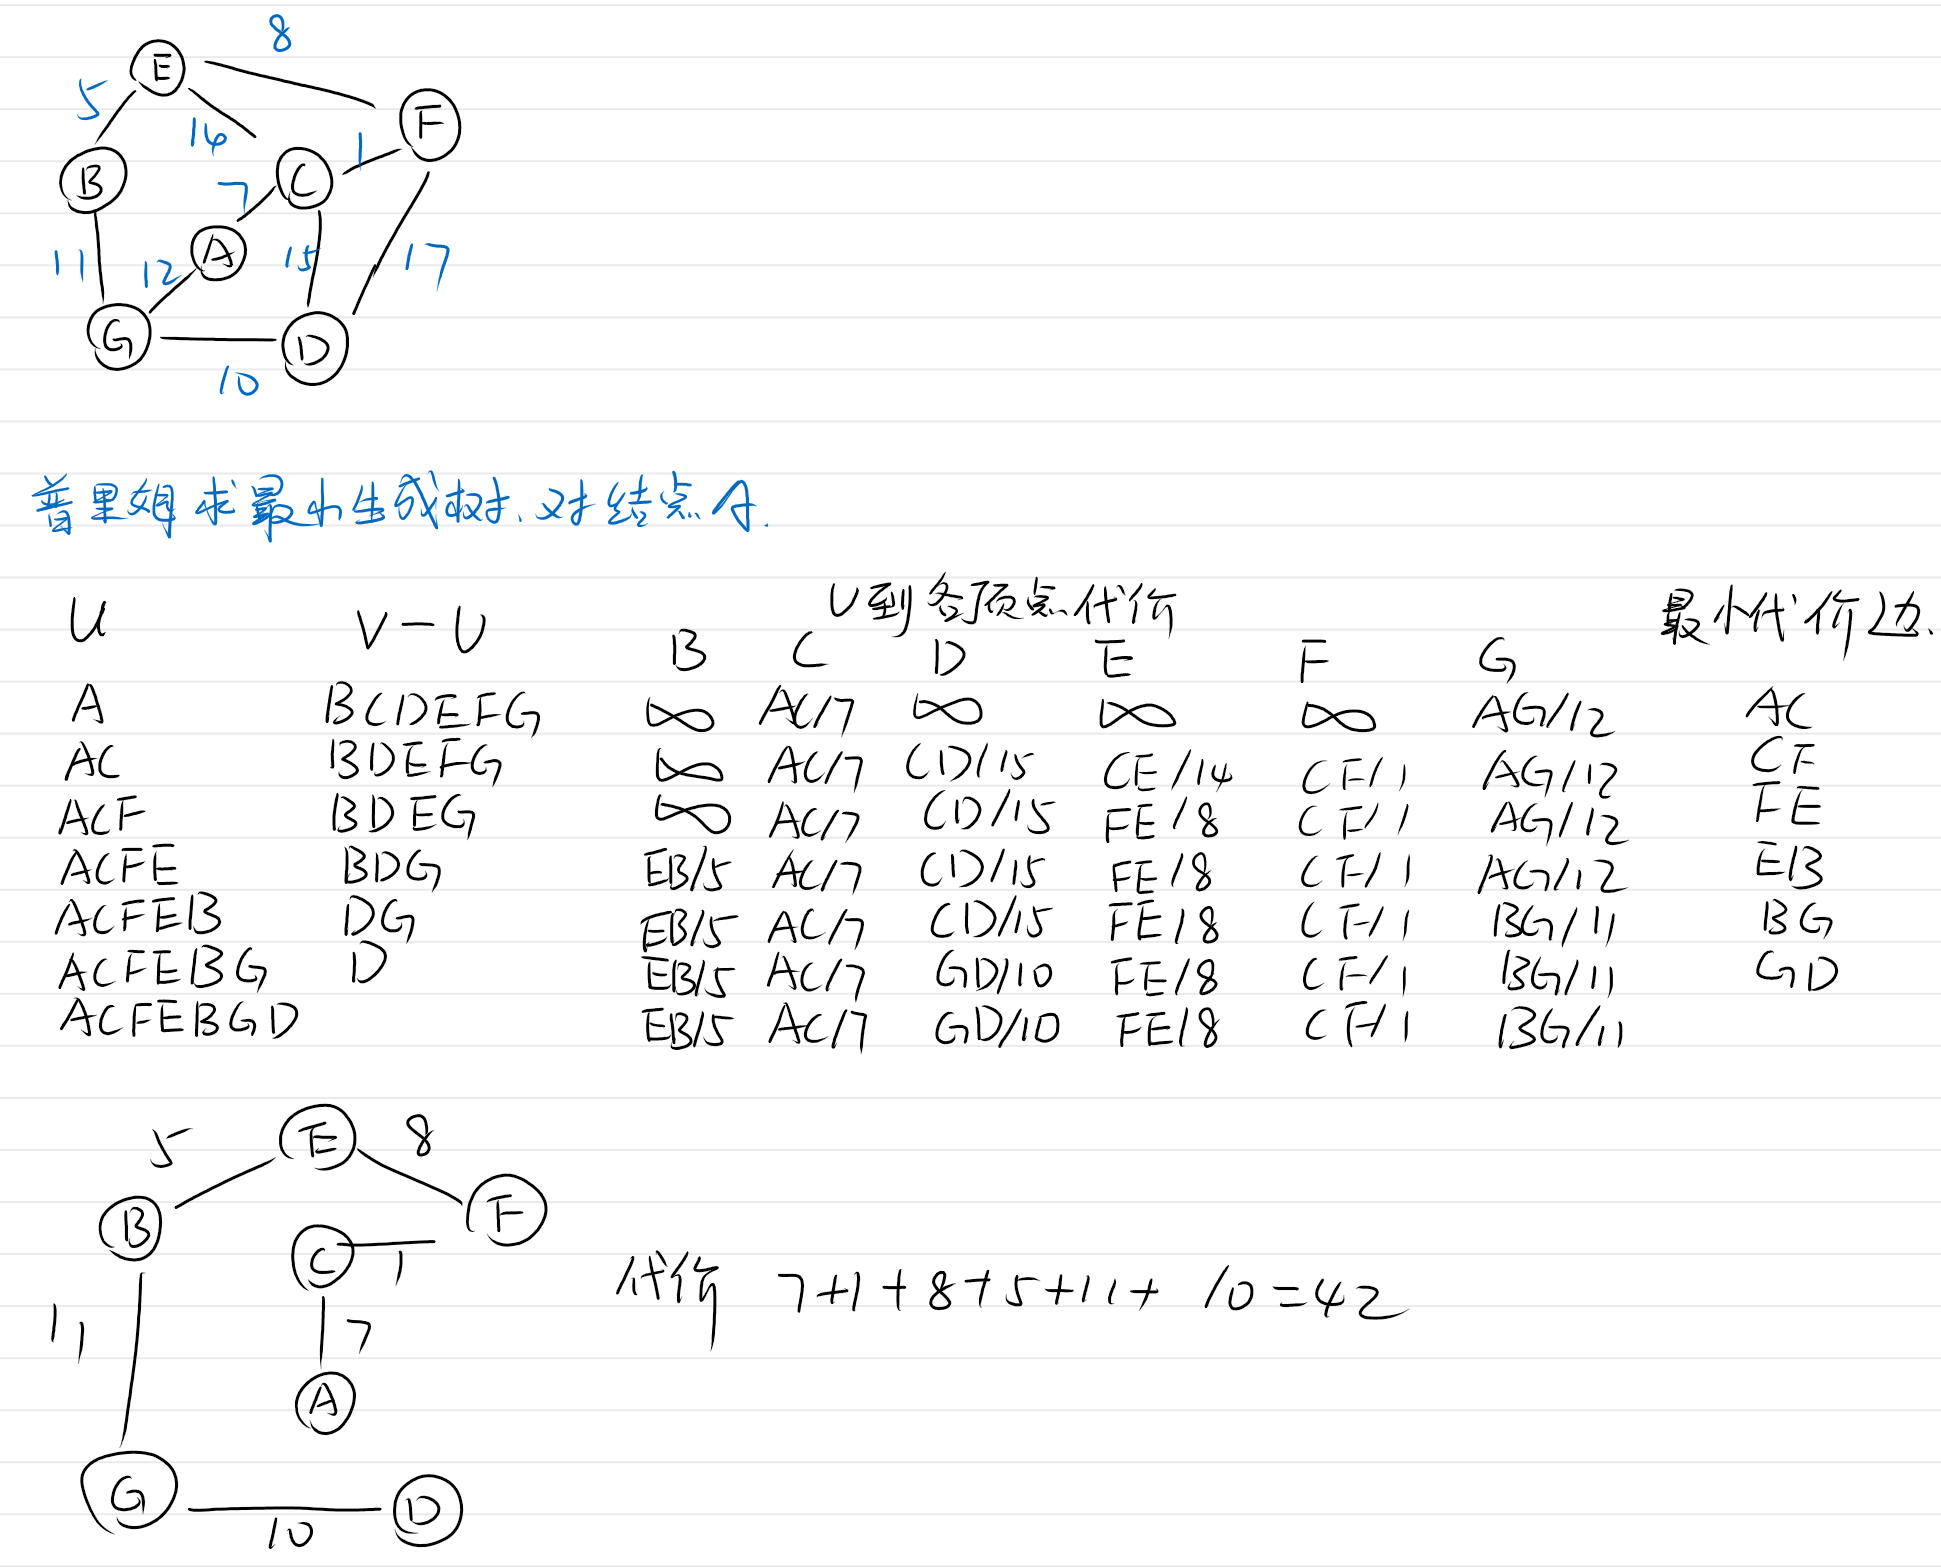 8
E
5
14
F
1
B
C
7
A
11
12
15
17
G
D
10
普里姆求最小生成树.对结点A.
U V-U U到各顶点代价 最小代价边.
B C D E F G
A BCDEFG ∞ AC/7 ∞ ∞ ∞ AG/12 AC
AC BDEFG ∞ AC/7 CD/15 CE/14 CF/1 AG/12 CF
ACF BDEG ∞ AC/7 CD/15 FE/8 CF/1 AG/12 FE
ACFE BDG EB/5 AC/7 CD/15 FE/8 CF/1 AG/12 EB
ACFEB DG EB/5 AC/7 CD/15 FE/8 CF/1 BG/11 BG
ACFEBG D EB/5 AC/7 GD/10 FE/8 CF/1 BG/11 GD
ACFEBGD EB/5 AC/7 GD/10 FE/8 CF/1 BG/11
5
E
8
B
F
C
1
代价 7+1+8+5+11+10=42
11
7
A
G
D
10